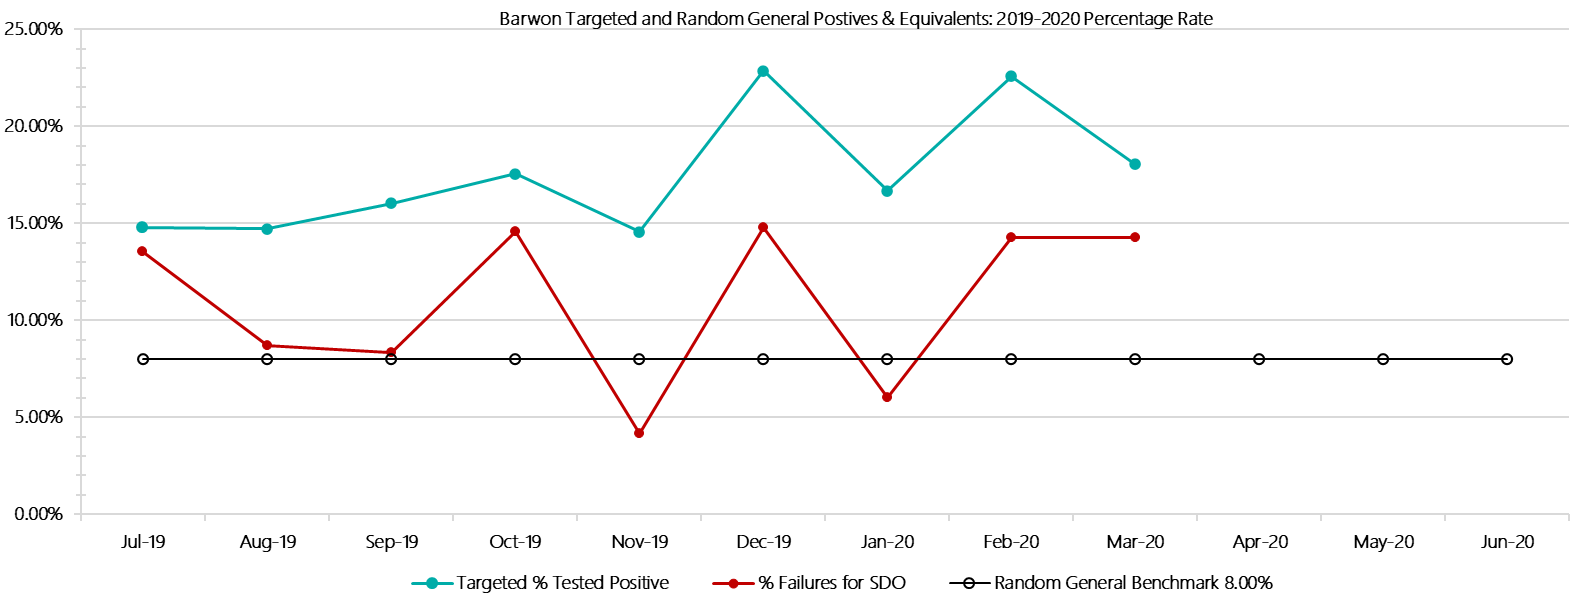 Barwon Targeted and Random General Postives & Equivalents: 2019-2020 Percentage Rate
25.00%
20.00%
15.00%
10.00%
5.00%
0.00%
Jul-19 Aug-19 Sep-19 Oct-19 Nov-19 Dec-19 Jan-20 Feb-20 Mar-20 Apr-20 May-20 Jun-20
Targeted % Tested Positive % Failures for SDO Random General Benchmark 8.00%